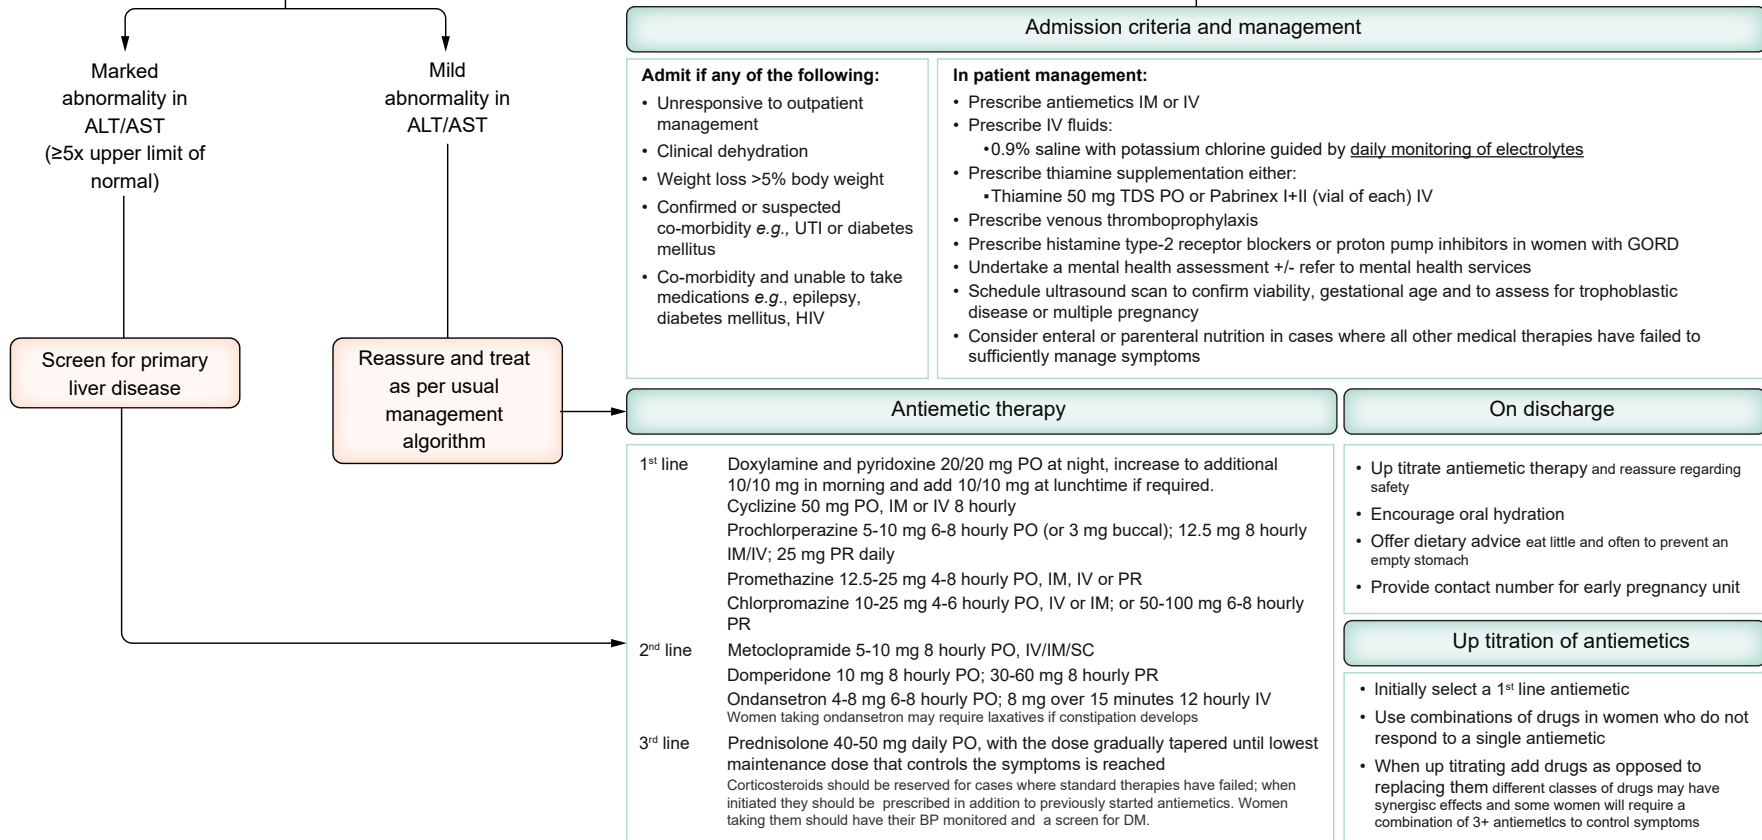 Marked
abnormality in
ALT/AST
(≥5x upper limit of
normal)
Mild
abnormality in
ALT/AST
Screen for primary
liver disease
Reassure and treat
as per usual
management
algorithm
Admission criteria and management
Admit if any of the following:
• Unresponsive to outpatient
management
• Clinical dehydration
• Weight loss >5% body weight
• Confirmed or suspected
co-morbidity e.g., UTI or diabetes
mellitus
• Co-morbidity and unable to take
medications e.g., epilepsy,
diabetes mellitus, HIV
In patient management:
• Prescribe antiemetics IM or IV
• Prescribe IV fluids:
•0.9% saline with potassium chlorine guided by daily monitoring of electrolytes
• Prescribe thiamine supplementation either:
▪Thiamine 50 mg TDS PO or Pabrinex I+II (vial of each) IV
• Prescribe venous thromboprophylaxis
• Prescribe histamine type-2 receptor blockers or proton pump inhibitors in women with GORD
• Undertake a mental health assessment +/- refer to mental health services
• Schedule ultrasound scan to confirm viability, gestational age and to assess for trophoblastic
disease or multiple pregnancy
• Consider enteral or parenteral nutrition in cases where all other medical therapies have failed to
sufficiently manage symptoms
Antiemetic therapy
1st line Doxylamine and pyridoxine 20/20 mg PO at night, increase to additional
10/10 mg in morning and add 10/10 mg at lunchtime if required.
Cyclizine 50 mg PO, IM or IV 8 hourly
Prochlorperazine 5-10 mg 6-8 hourly PO (or 3 mg buccal); 12.5 mg 8 hourly
IM/IV; 25 mg PR daily
Promethazine 12.5-25 mg 4-8 hourly PO, IM, IV or PR
Chlorpromazine 10-25 mg 4-6 hourly PO, IV or IM; or 50-100 mg 6-8 hourly
PR
2nd line Metoclopramide 5-10 mg 8 hourly PO, IV/IM/SC
Domperidone 10 mg 8 hourly PO; 30-60 mg 8 hourly PR
Ondansetron 4-8 mg 6-8 hourly PO; 8 mg over 15 minutes 12 hourly IV
Women taking ondansetron may require laxatives if constipation develops
3rd line Prednisolone 40-50 mg daily PO, with the dose gradually tapered until lowest
maintenance dose that controls the symptoms is reached
Corticosteroids should be reserved for cases where standard therapies have failed; when
initiated they should be prescribed in addition to previously started antiemetics. Women
taking them should have their BP monitored and a screen for DM.
On discharge
• Up titrate antiemetic therapy and reassure regarding
safety
• Encourage oral hydration
• Offer dietary advice eat little and often to prevent an
empty stomach
• Provide contact number for early pregnancy unit
Up titration of antiemetics
• Initially select a 1st line antiemetic
• Use combinations of drugs in women who do not
respond to a single antiemetic
• When up titrating add drugs as opposed to
replacing them different classes of drugs may have
synergisc effects and some women will require a
combination of 3+ antiemetlcs to control symptoms